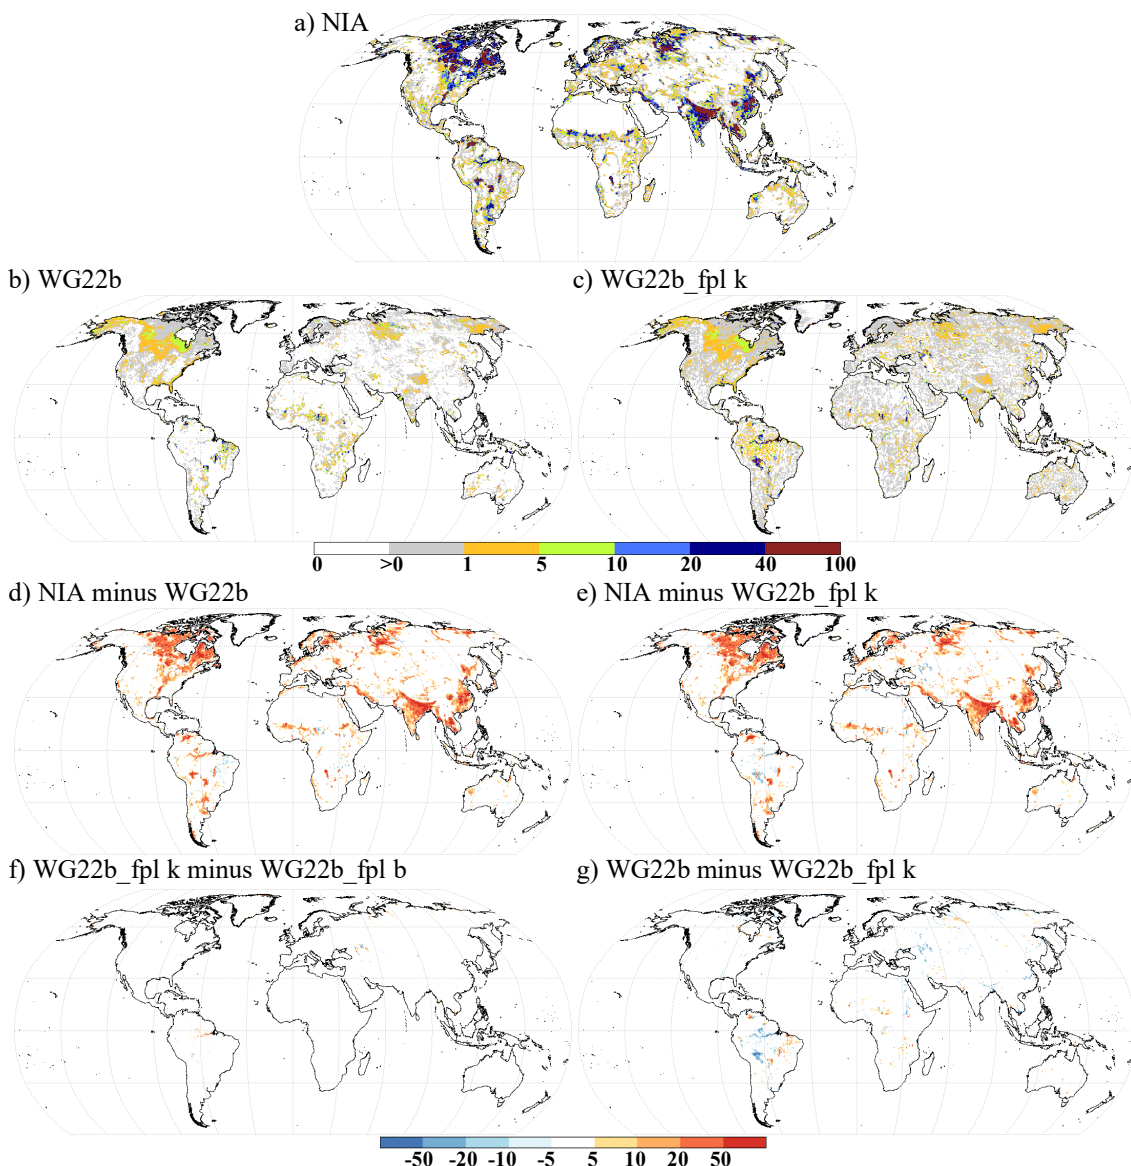 a) NIA
b) WG22b
c) WG22b_fpl k
0 >0 1 5 10 20 40 100
d) NIA minus WG22b
e) NIA minus WG22b_fpl k
f) WG22b_fpl k minus WG22b_fpl b
g) WG22b minus WG22b_fpl k
-50 -20 -10 -5 5 10 20 50